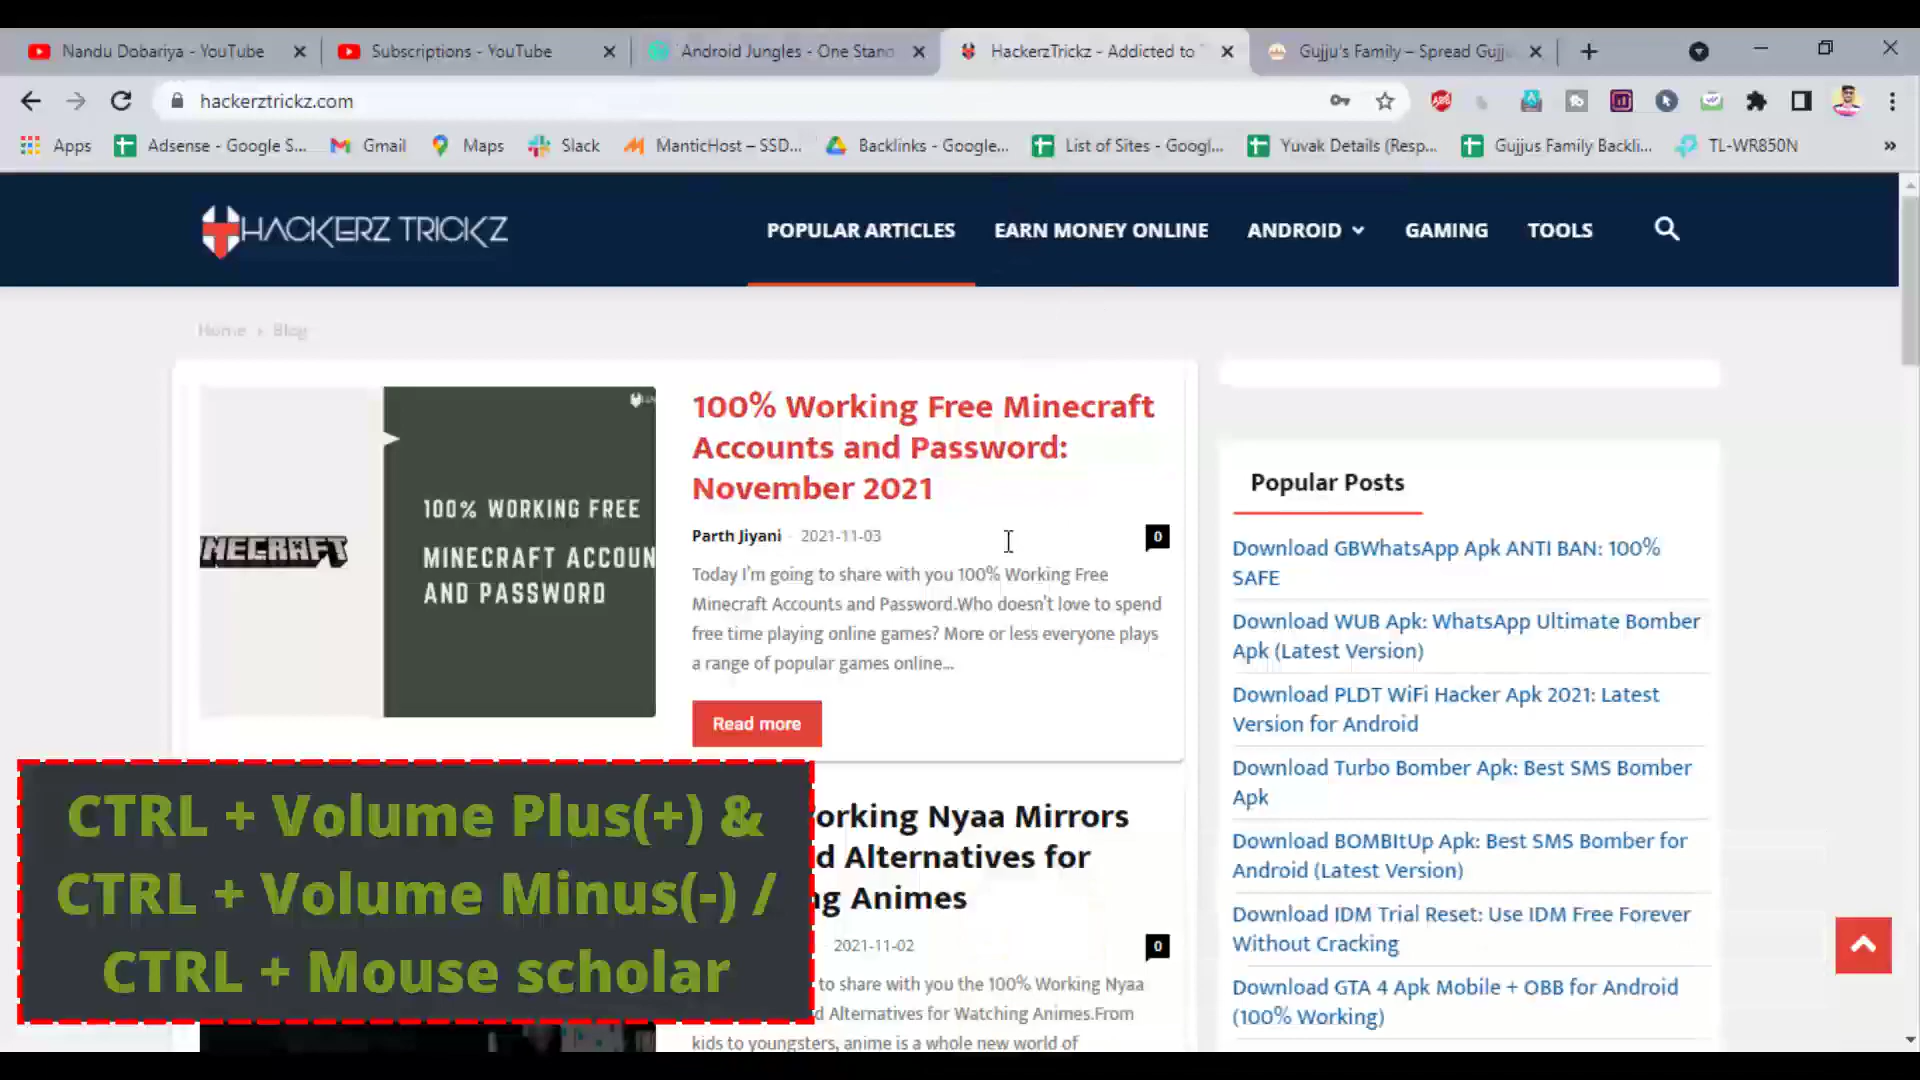 Nandu Dobariya - YouTube
Subscriptions - YouTube
Android Jungles - One Stand
HackerzTrickz - Addicted to
Gujju's Family – Spread Gujj
hackerztrickz.com
Apps
Adsense - Google S...
Gmail
Maps
Slack
ManticHost – SSD...
Backlinks - Google...
List of Sites - Googl...
Yuvak Details (Resp...
Gujjus Family Backli...
TL-WR850N
»
HACKERZ TRICKZ
POPULAR ARTICLES
EARN MONEY ONLINE
ANDROID
GAMING
TOOLS
Home › Blog
NECRAFT
100% WORKING FREE
MINECRAFT ACCOUN
AND PASSWORD
100% Working Free Minecraft
Accounts and Password:
November 2021
Parth Jiyani - 2021-11-03
0
Today I'm going to share with you 100% Working Free
Minecraft Accounts and Password.Who doesn't love to spend
free time playing online games? More or less everyone plays
a range of popular games online...
Read more
orking Nyaa Mirrors
d Alternatives for
g Animes
2021-11-02
0
to share with you the 100% Working Nyaa
d Alternatives for Watching Animes.From
kids to youngsters, anime is a whole new world of
Popular Posts
Download GBWhatsApp Apk ANTI BAN: 100%
SAFE
Download WUB Apk: WhatsApp Ultimate Bomber
Apk (Latest Version)
Download PLDT WiFi Hacker Apk 2021: Latest
Version for Android
Download Turbo Bomber Apk: Best SMS Bomber
Apk
Download BOMBItUp Apk: Best SMS Bomber for
Android (Latest Version)
Download IDM Trial Reset: Use IDM Free Forever
Without Cracking
Download GTA 4 Apk Mobile + OBB for Android
(100% Working)
CTRL + Volume Plus(+) &
CTRL + Volume Minus(-) /
CTRL + Mouse scholar